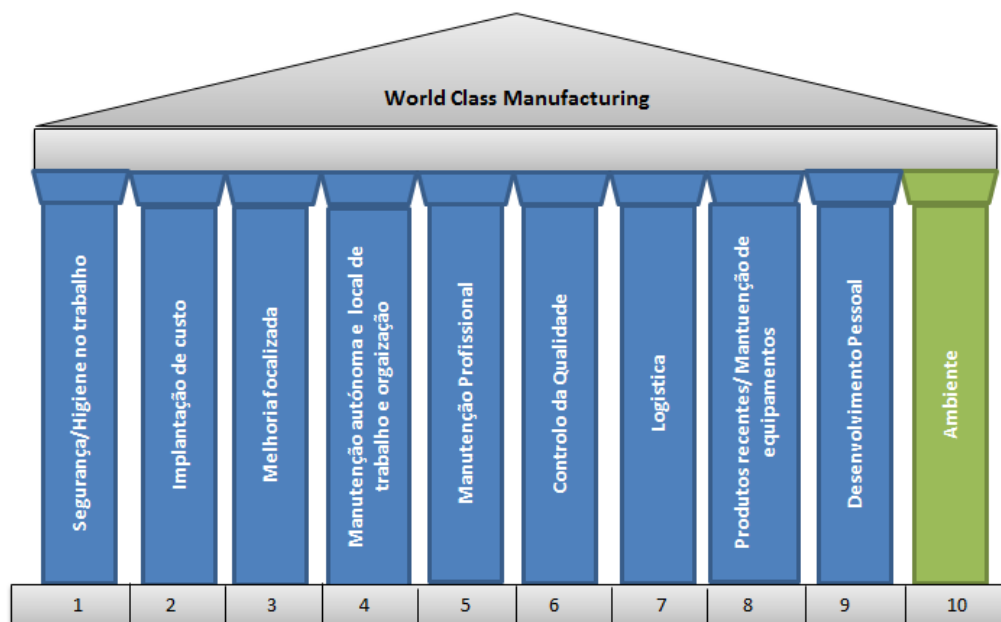 World Class Manufacturing
Segurança/Higiene no trabalho
Implantação de custo
Melhoria focalizada
Manutenção autónoma e local de
trabalho e orgaização
Manutenção Profissional
Controlo da Qualidade
Logistica
Produtos recentes/ Mantuenção de
equipamentos
Desenvolvimento Pessoal
Ambiente
1
2
3
4
5
6
7
8
9
10